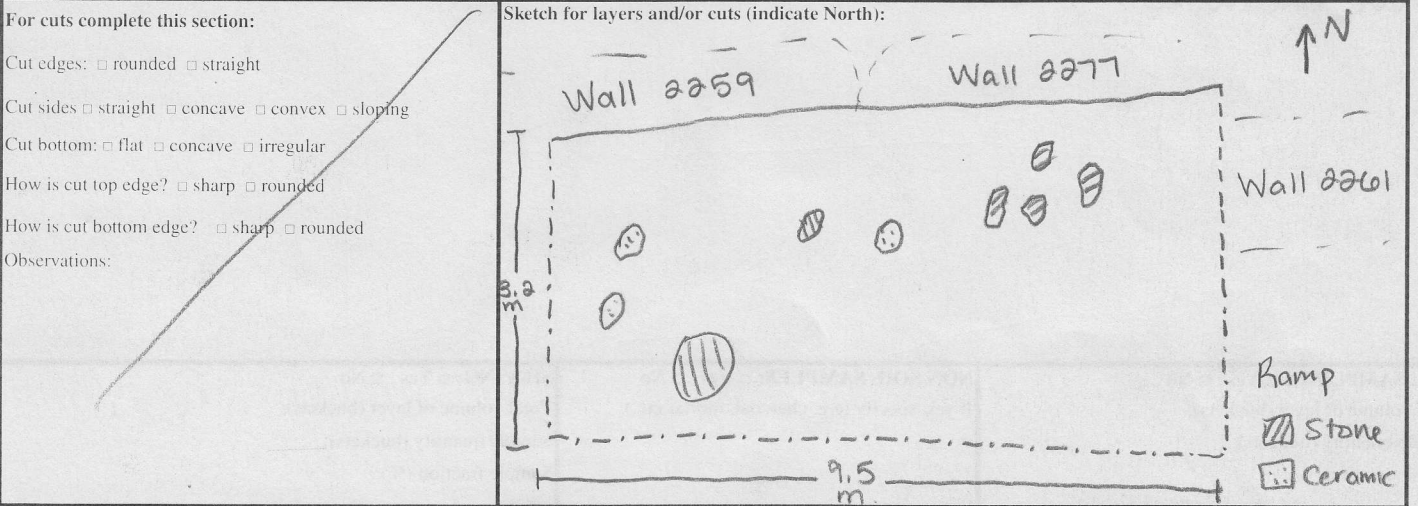 For cuts complete this section:
Cut edges: □ rounded □ straight
Cut sides □ straight □ concave □ convex □ sloping
Cut bottom: □ flat □ concave □ irregular
How is cut top edge? □ sharp □ rounded
How is cut bottom edge? □ sharp □ rounded
Observations:
Sketch for layers and/or cuts (indicate North):
N
Wall 2259
Wall 2277
Wall 2261
3.2
m
9.5
m.
Ramp
Stone
Ceramic